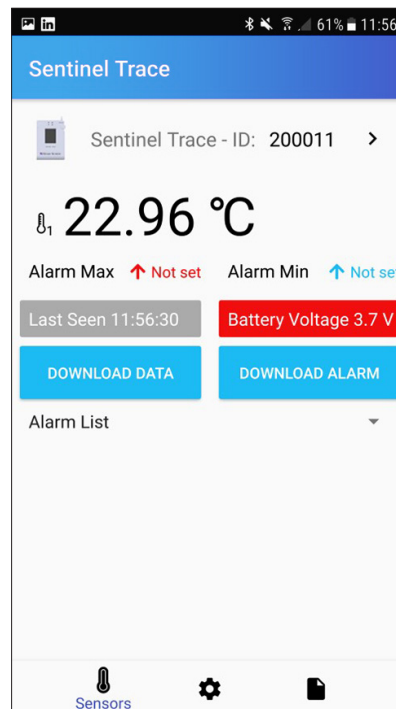 61% 11:56
Sentinel Trace
Sentinel Trace - ID: 200011
1 22.96 °C
Alarm Max Not set Alarm Min Not se
Last Seen 11:56:30 Battery Voltage 3.7 V
DOWNLOAD DATA DOWNLOAD ALARM
Alarm List
Sensors